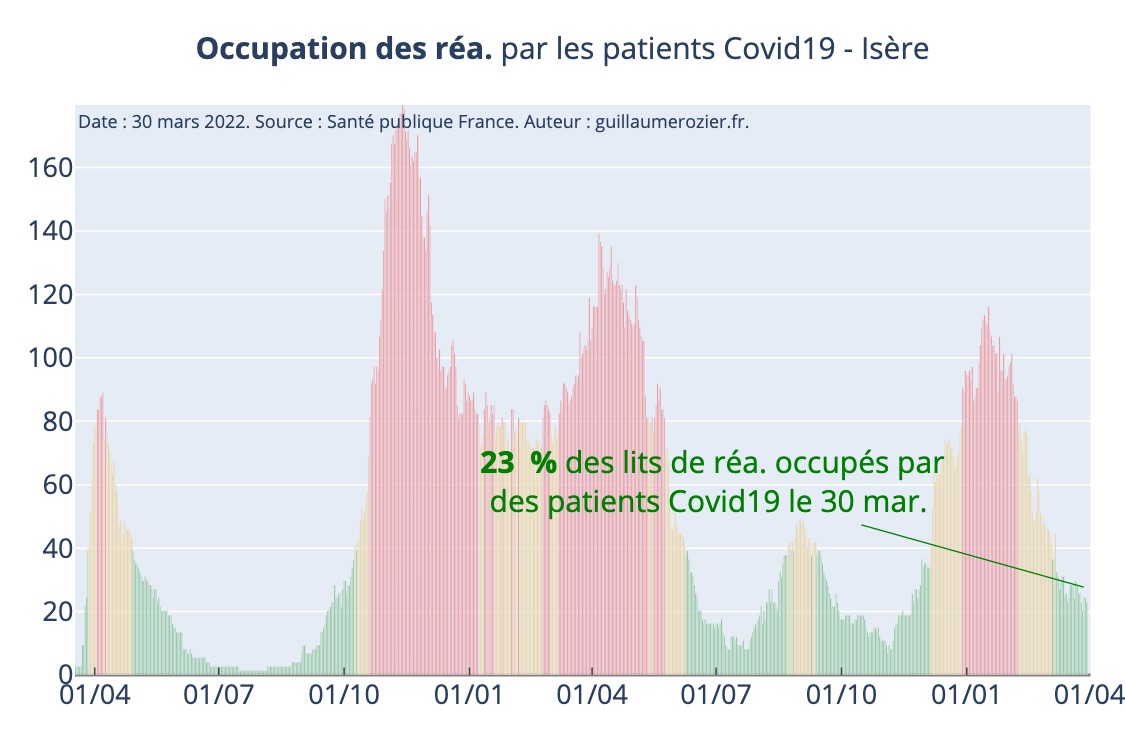 Occupation des réa. par les patients Covid19 - Isère
Date : 30 mars 2022. Source : Santé publique France. Auteur : guillaumerozier.fr.
160
140
120
100
80
60
40
20
0
23 % des lits de réa. occupés par
des patients Covid19 le 30 mar.
01/04 01/07 01/10 01/01 01/04 01/07 01/10 01/01 01/04